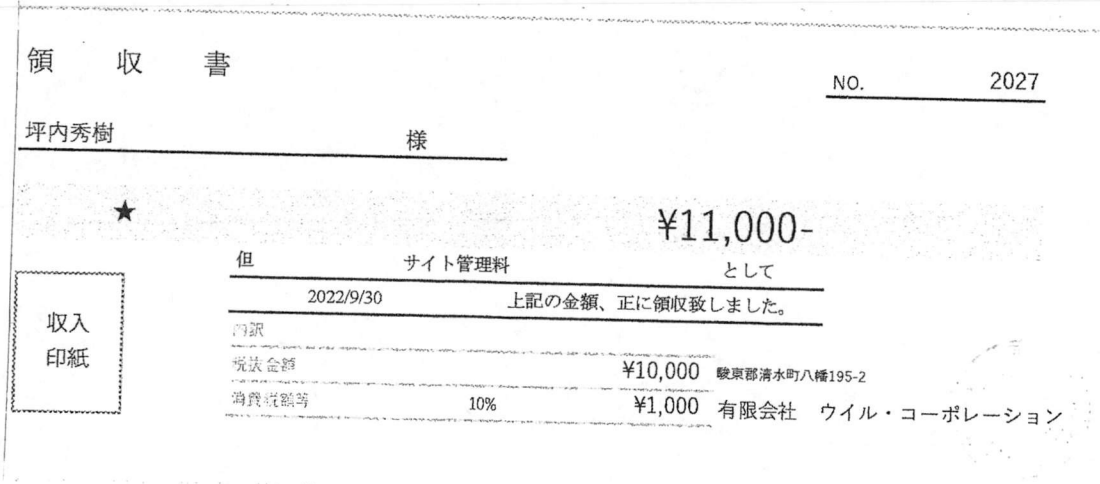 領 収 書
NO. 2027
坪内秀樹 様
★ ¥11,000-
但 サイト管理料 として
2022/9/30 上記の金額、正に領収致しました。
収入
印紙
内訳
税抜金額 ¥10,000 駿東郡清水町八幡195-2
消費税額等 10% ¥1,000 有限会社 ウイル・コーポレーション